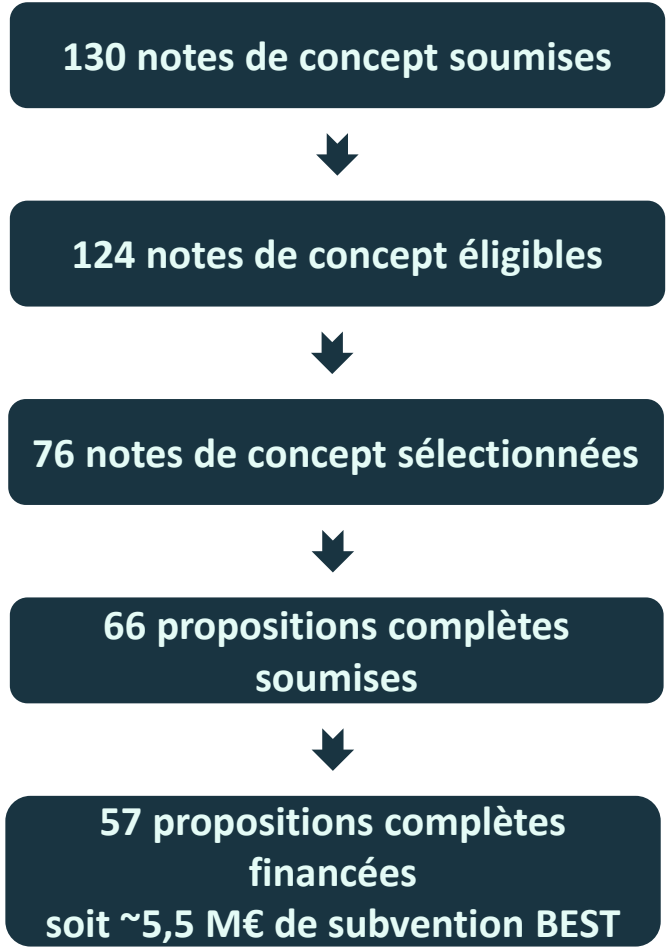 130 notes de concept soumises
124 notes de concept éligibles
76 notes de concept sélectionnées
66 propositions complètes
soumises
57 propositions complètes
financées
soit ~5,5 M€ de subvention BEST